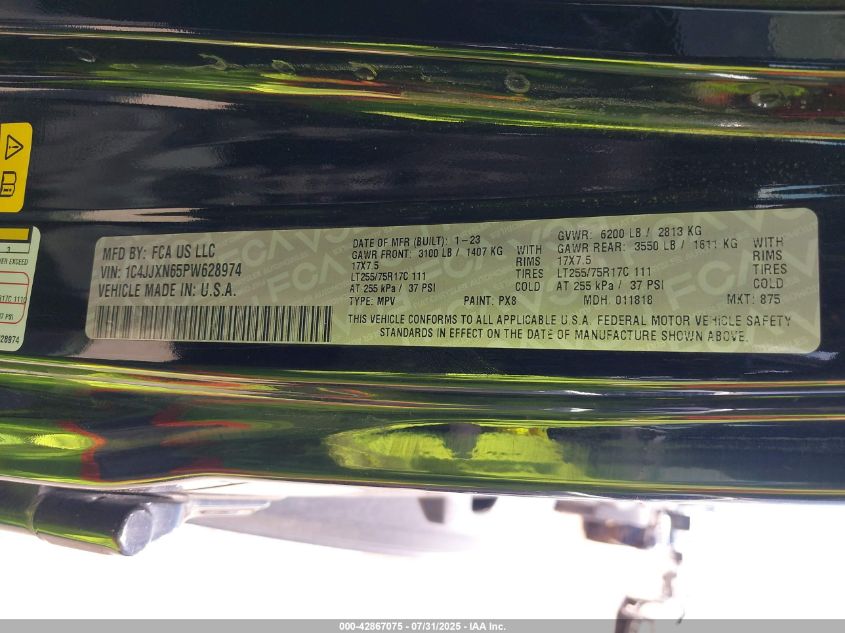 MFD BY: FCA US LLC
VIN: 1C4JJXN65PW628974
VEHICLE MADE IN: U.S.A.
DATE OF MFR (BUILT): 1-23
GAWR FRONT: 3100 LB / 1407 KG WITH
17X7.5 RIMS
LT255/75R17C 111 TIRES
AT 255 kPa / 37 PSI COLD
TYPE: MPV PAINT: PX8
GVWR: 6200 LB / 2813 KG
GAWR REAR: 3550 LB / 1611 KG WITH
17X7.5 RIMS
LT255/75R17C 111 TIRES
AT 255 kPa / 37 PSI COLD
MDH: 011818 MKT: 875
THIS VEHICLE CONFORMS TO ALL APPLICABLE U.S.A. FEDERAL MOTOR VEHICLE SAFETY
STANDARDS IN EFFECT ON THE DATE OF MANUFACTURE SHOWN ABOVE.
3
28974
000-42867075 - 07/31/2025 - IAA Inc.